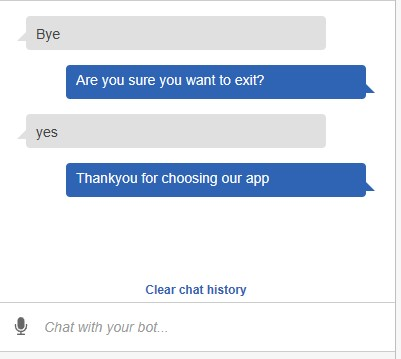 Bye
Are you sure you want to exit?
yes
Thankyou for choosing our app
Clear chat history
Chat with your bot...